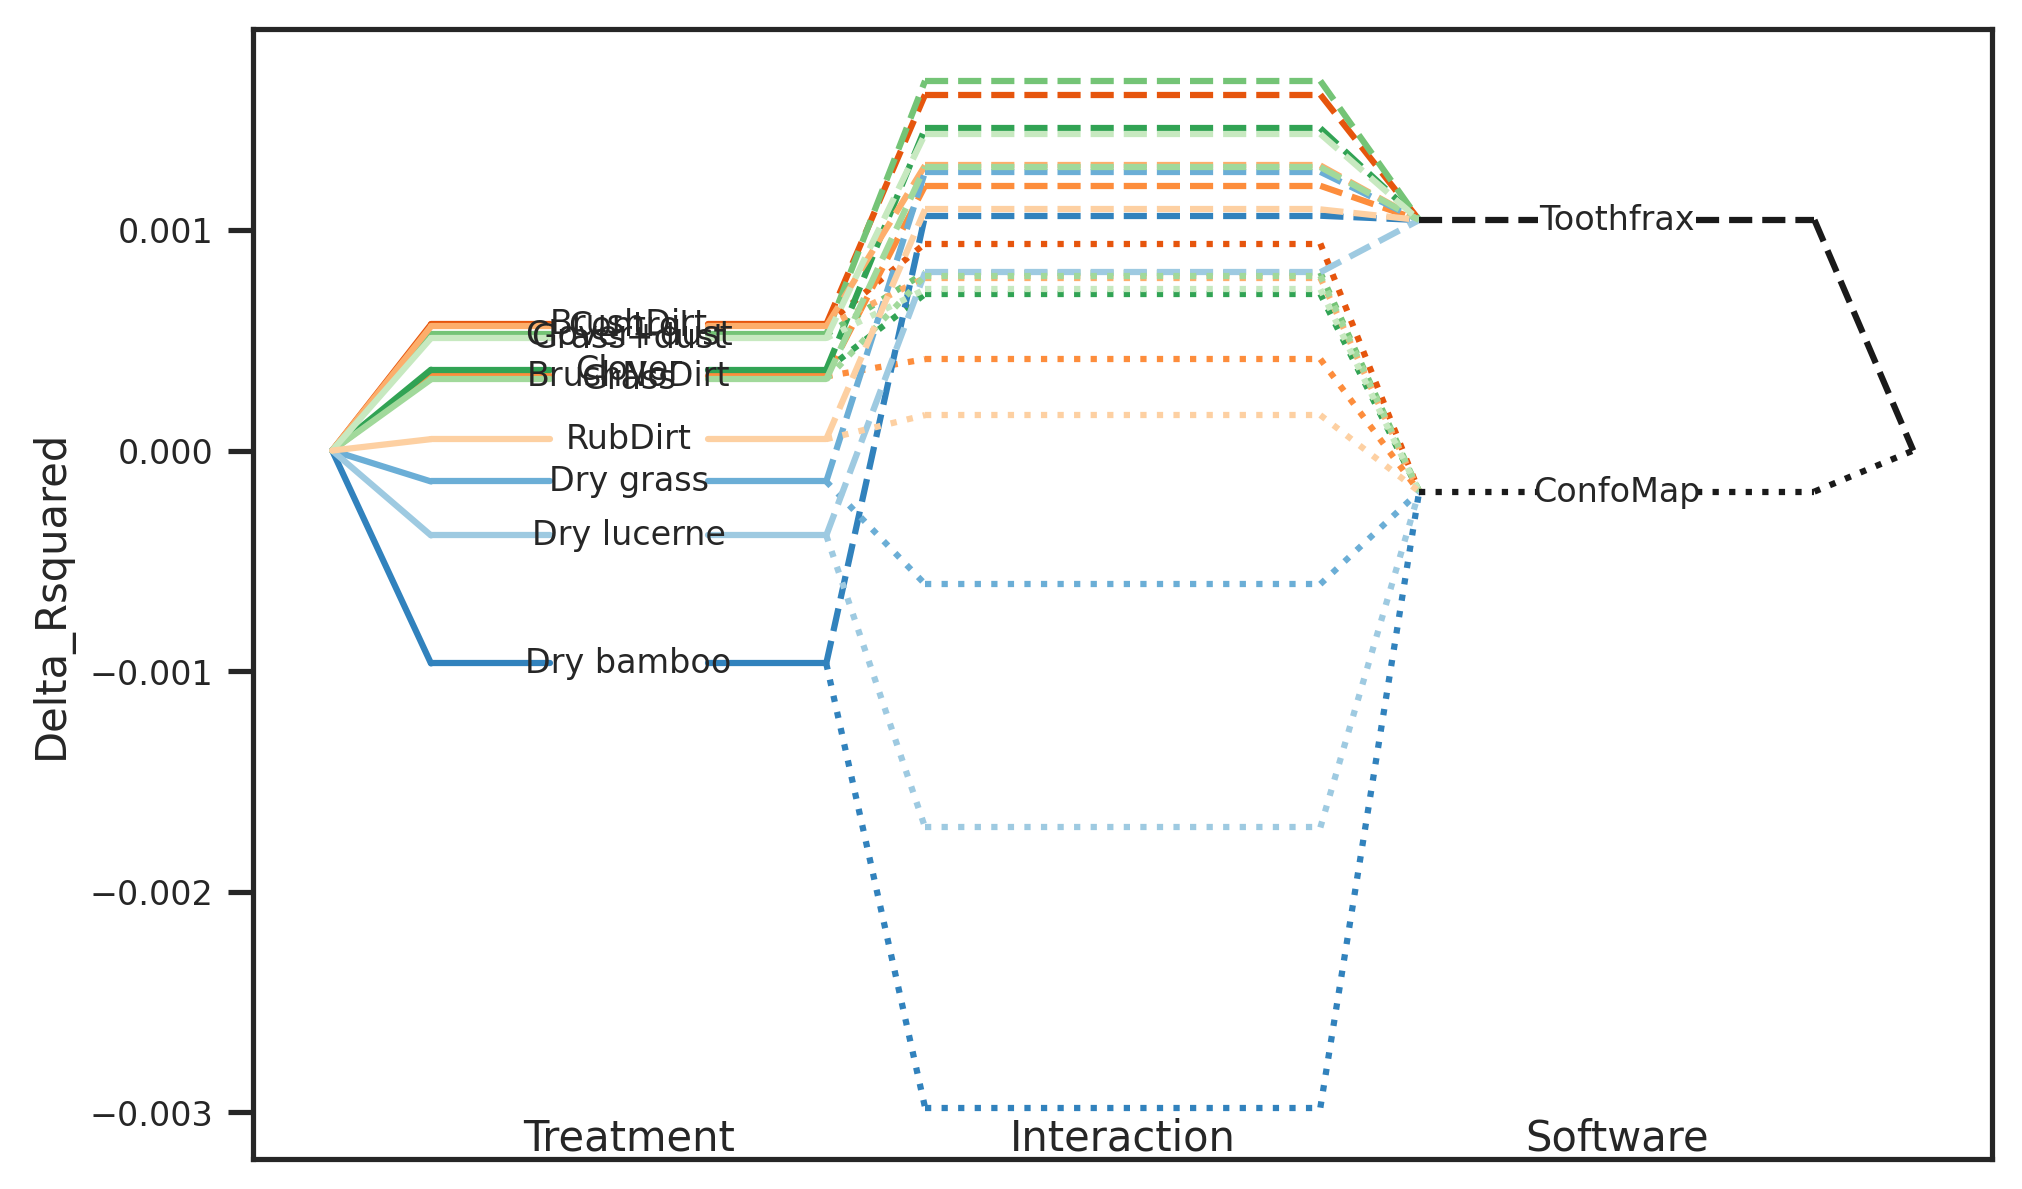 Delta_Rsquared
0.001
0.000
−0.001
−0.002
−0.003
BrushDirt
Control
Clover+dust
Grass+dust
Clover
BrushNoDirt
Grass
RubDirt
Dry grass
Dry lucerne
Dry bamboo
Toothfrax
ConfoMap
Treatment
Interaction
Software